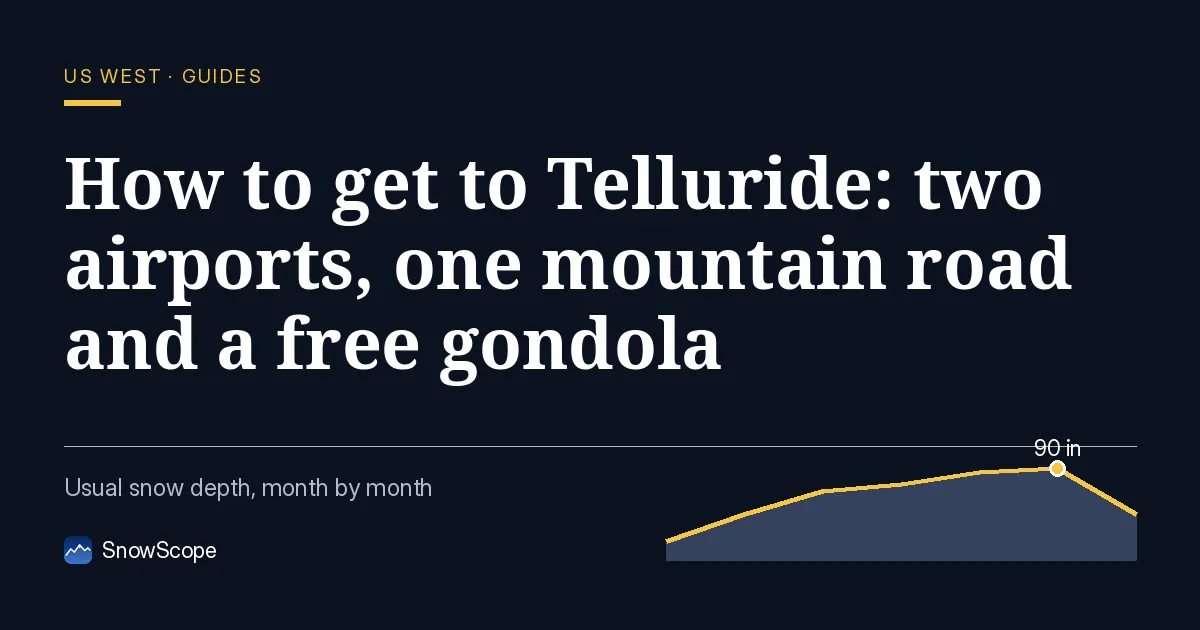 US WEST · GUIDES
How to get to Telluride: two
airports, one mountain road
and a free gondola
90 in
Usual snow depth, month by month
SnowScope